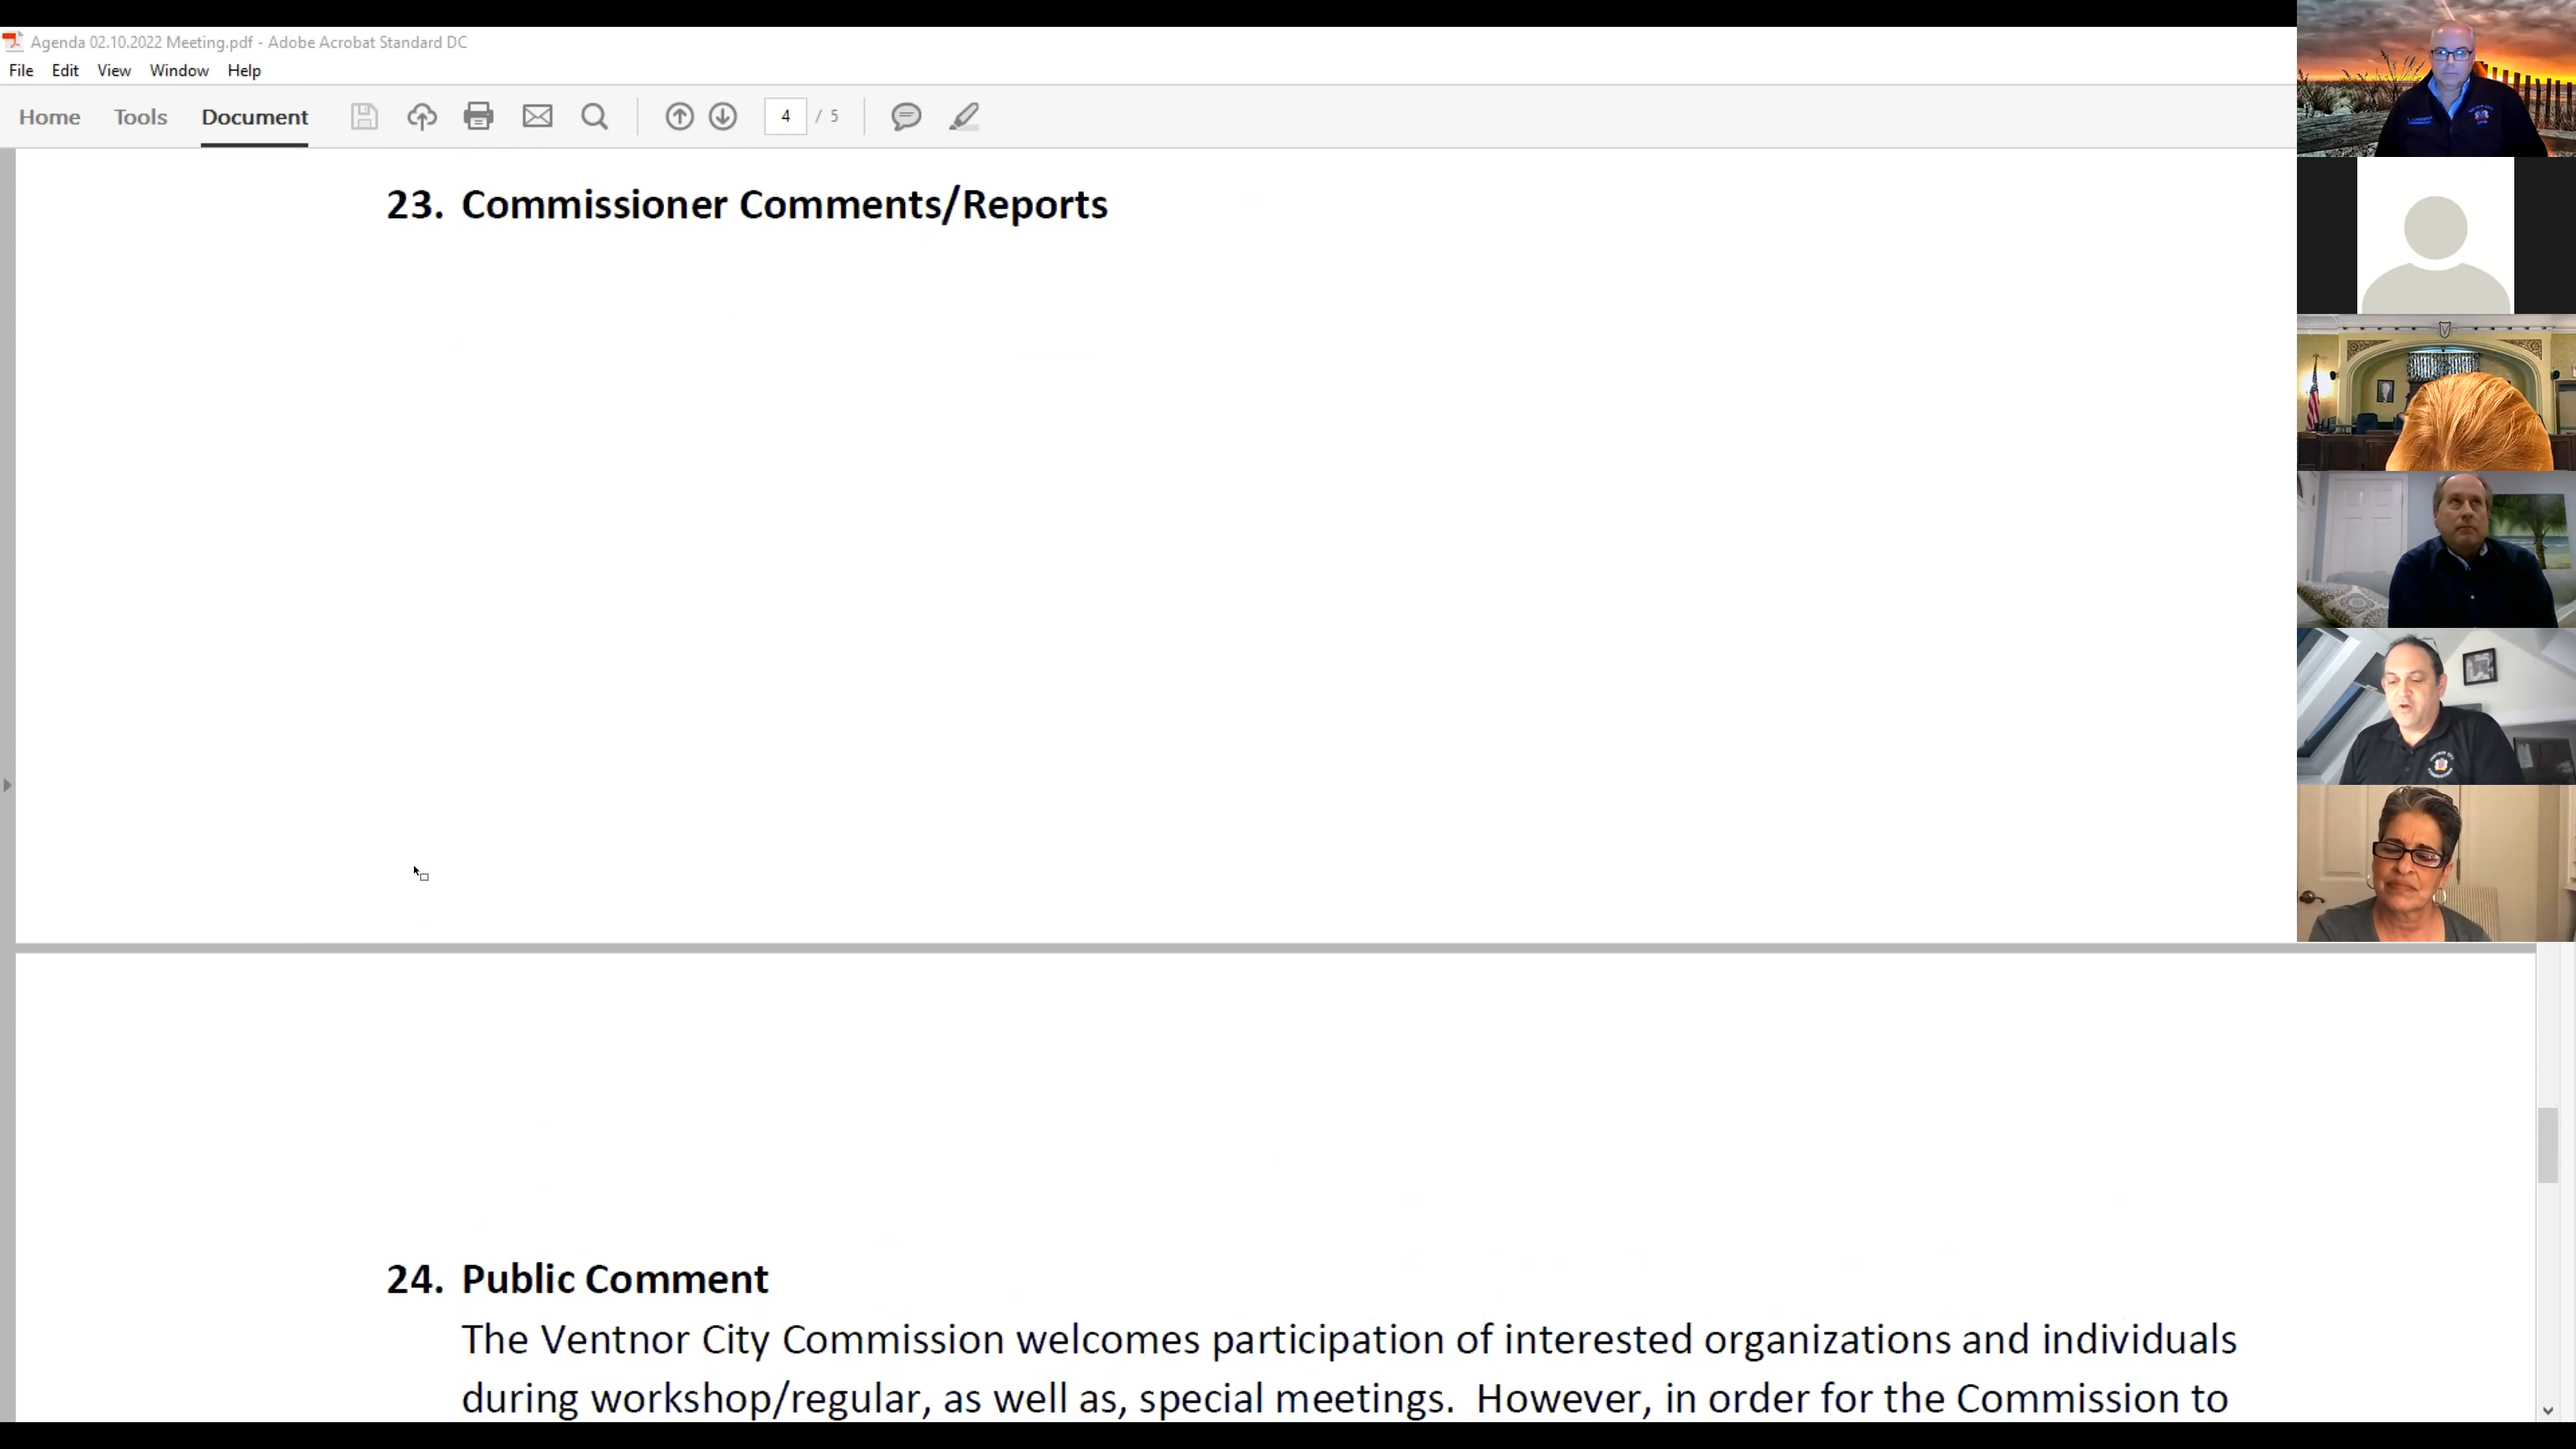 Agenda 02.10.2022 Meeting.pdf - Adobe Acrobat Standard DC
File Edit View Window Help
Home Tools Document 4 / 5
23. Commissioner Comments/Reports
24. Public Comment
The Ventnor City Commission welcomes participation of interested organizations and individuals
during workshop/regular, as well as, special meetings. However, in order for the Commission to